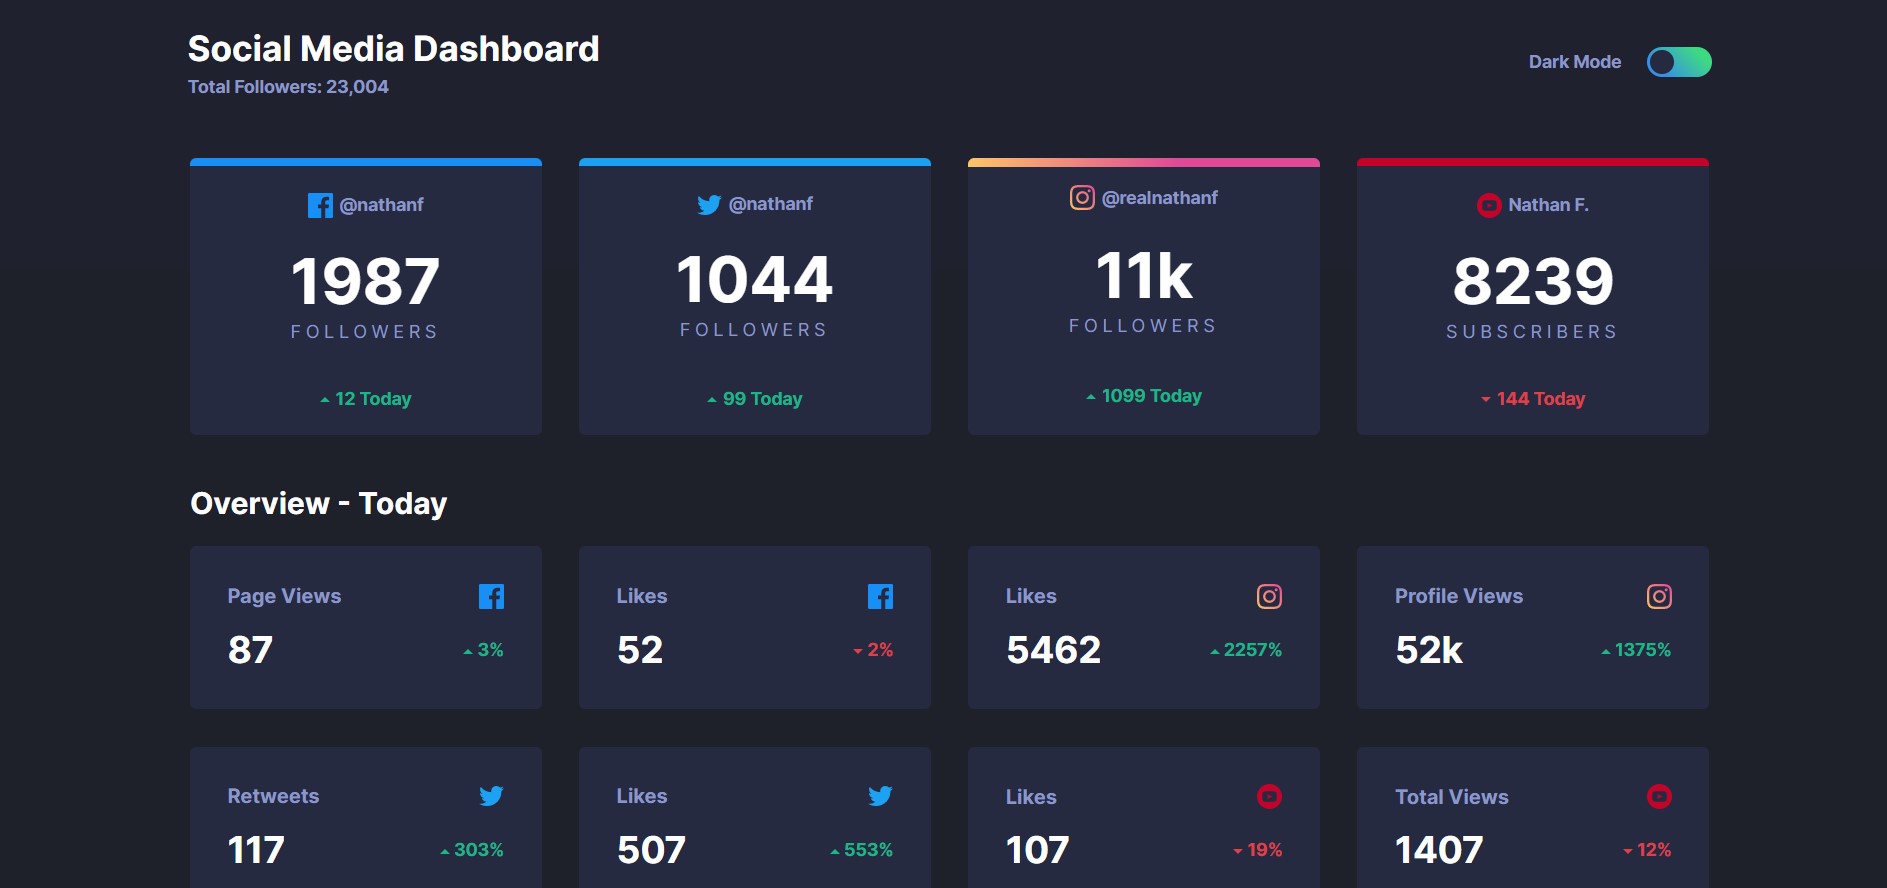 Social Media Dashboard
Total Followers: 23,004
Dark Mode
@nathanf
1987
FOLLOWERS
12 Today
@nathanf
1044
FOLLOWERS
99 Today
@realnathanf
11k
FOLLOWERS
1099 Today
Nathan F.
8239
SUBSCRIBERS
144 Today
Overview - Today
Page Views
87
3%
Likes
52
2%
Likes
5462
2257%
Profile Views
52k
1375%
Retweets
117
303%
Likes
507
553%
Likes
107
19%
Total Views
1407
12%